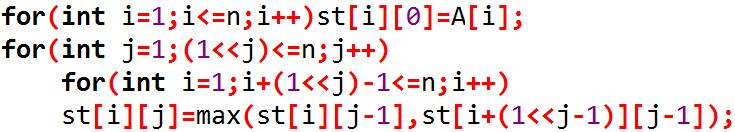 for(int i=1;i<=n;i++)st[i][0]=A[i];
for(int j=1;(1<<j)<=n;j++)
    for(int i=1;i+(1<<j)-1<=n;i++)
    st[i][j]=max(st[i][j-1],st[i+(1<<j-1)][j-1]);